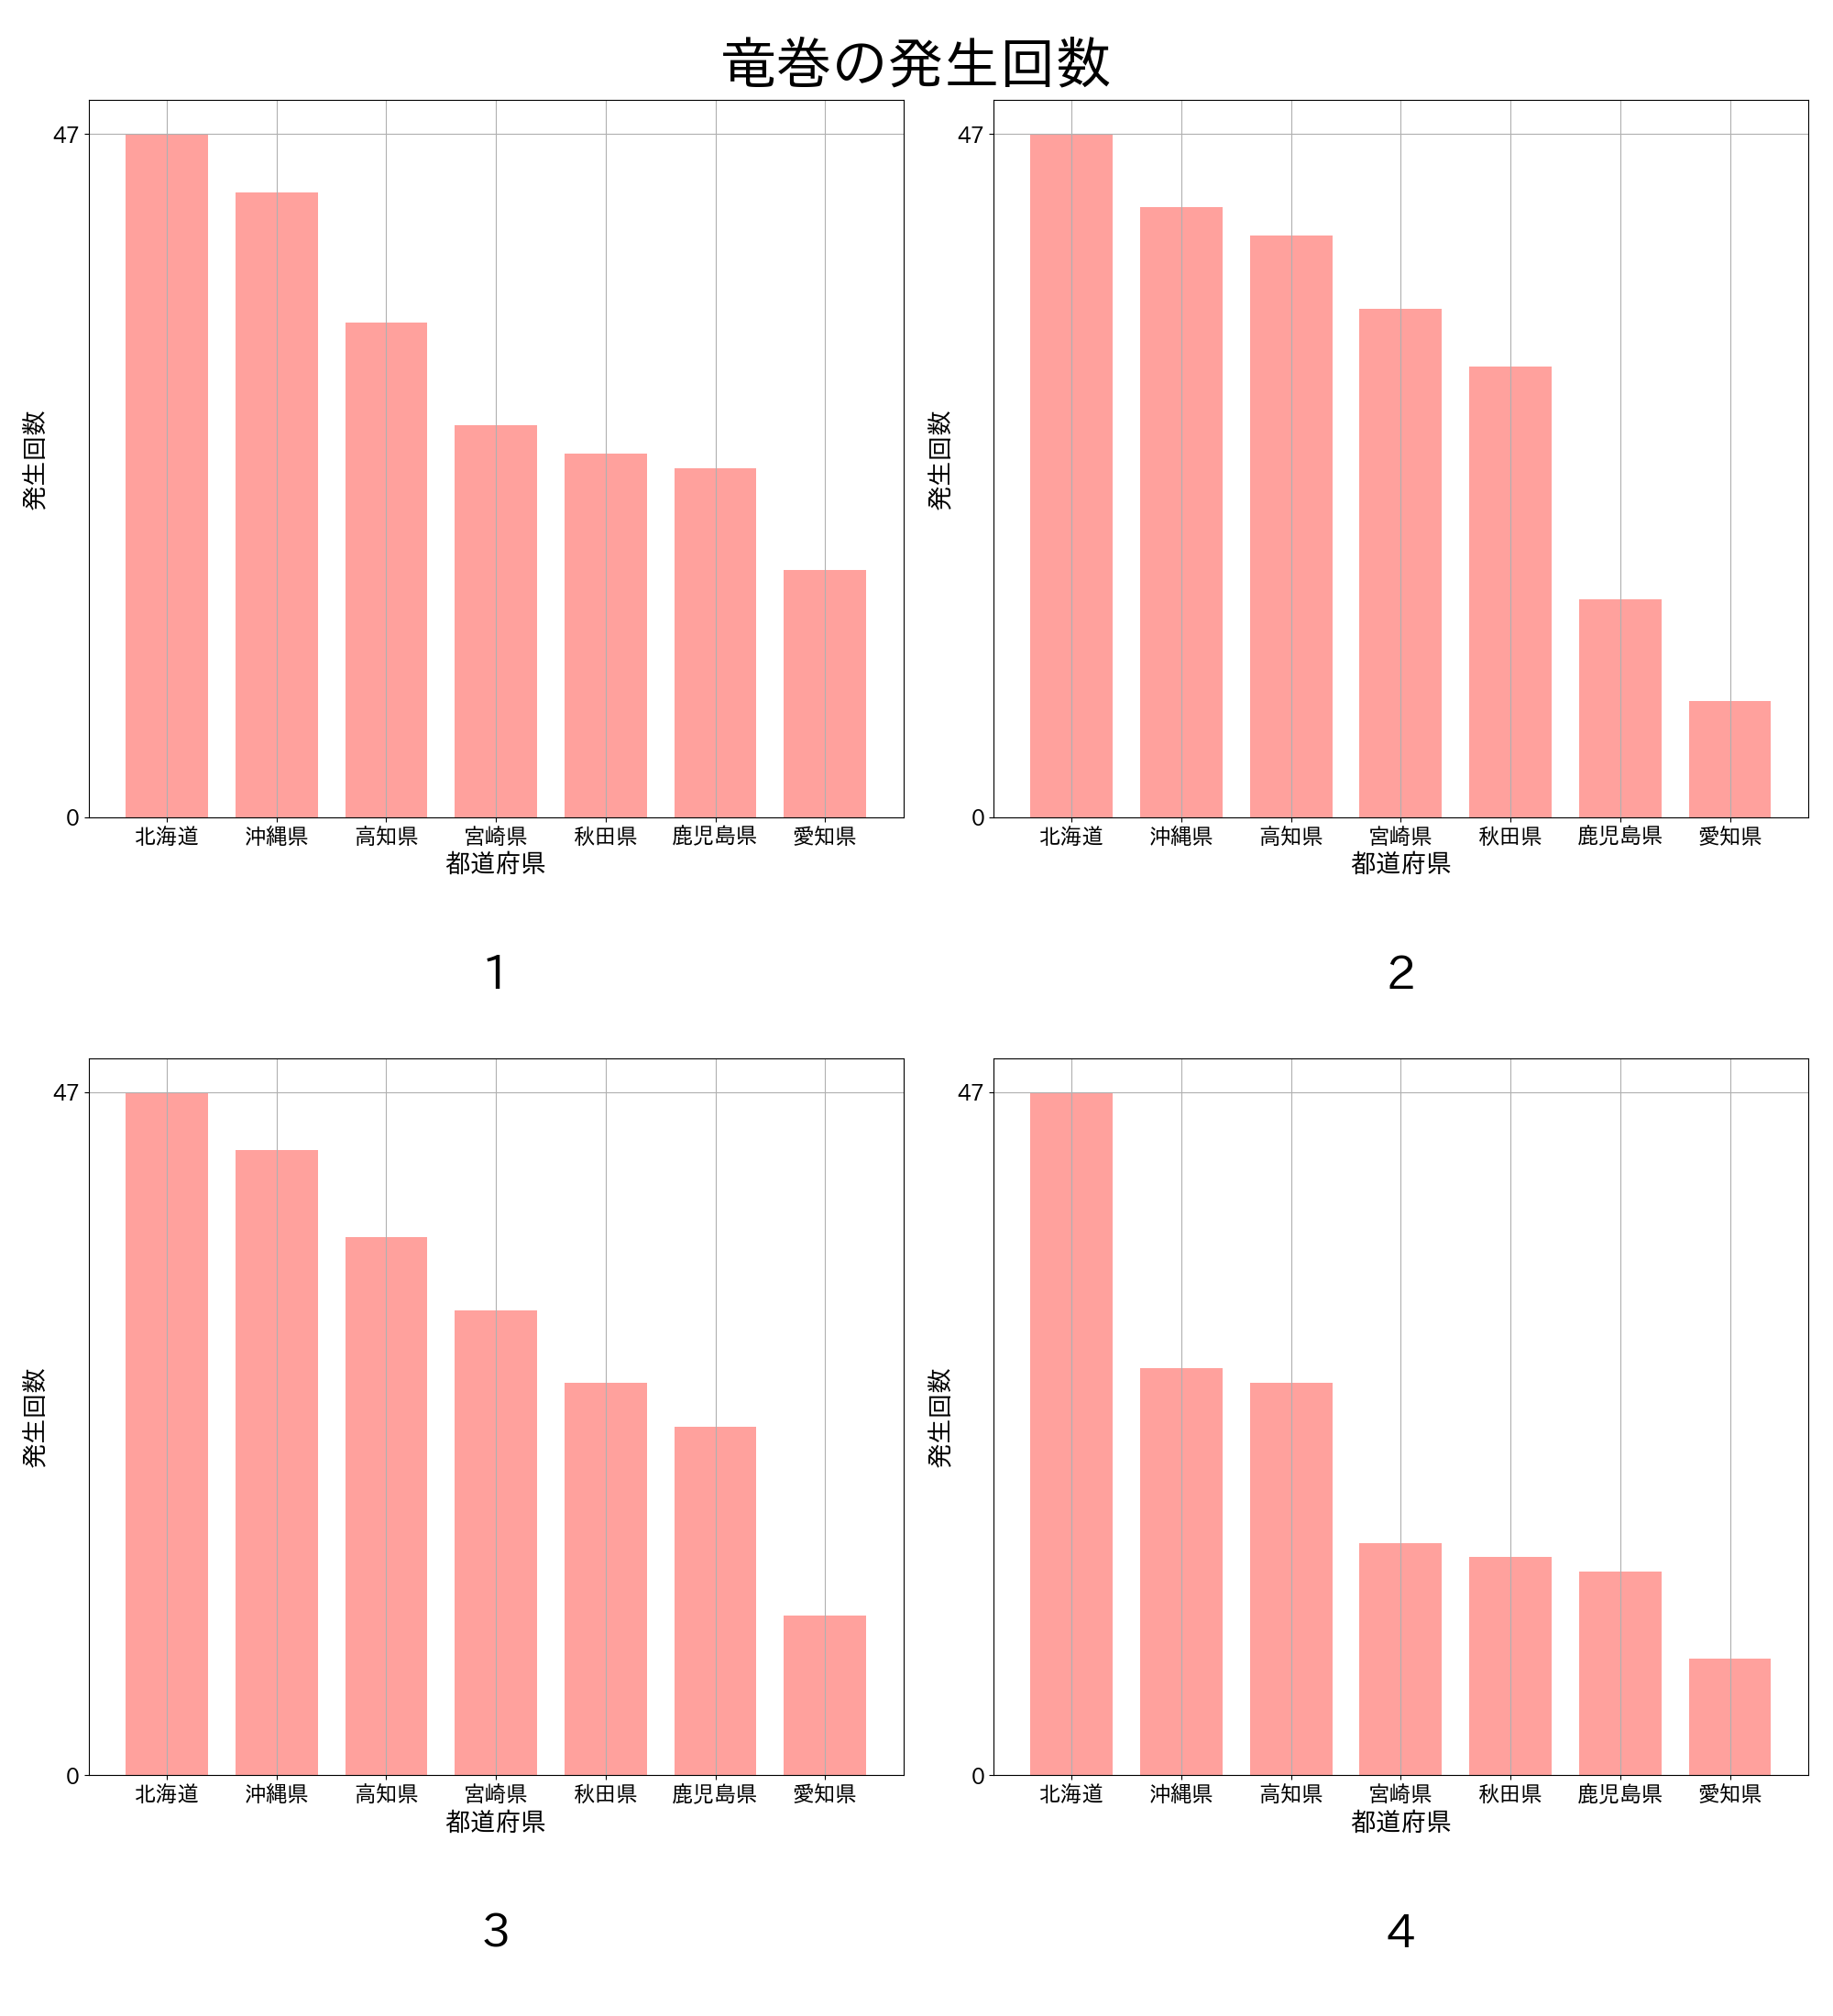 竜巻の発生回数
47
0
発生回数
北海道 沖縄県 高知県 宮崎県 秋田県 鹿児島県 愛知県
都道府県
1
47
0
発生回数
北海道 沖縄県 高知県 宮崎県 秋田県 鹿児島県 愛知県
都道府県
2
47
0
発生回数
北海道 沖縄県 高知県 宮崎県 秋田県 鹿児島県 愛知県
都道府県
3
47
0
発生回数
北海道 沖縄県 高知県 宮崎県 秋田県 鹿児島県 愛知県
都道府県
4